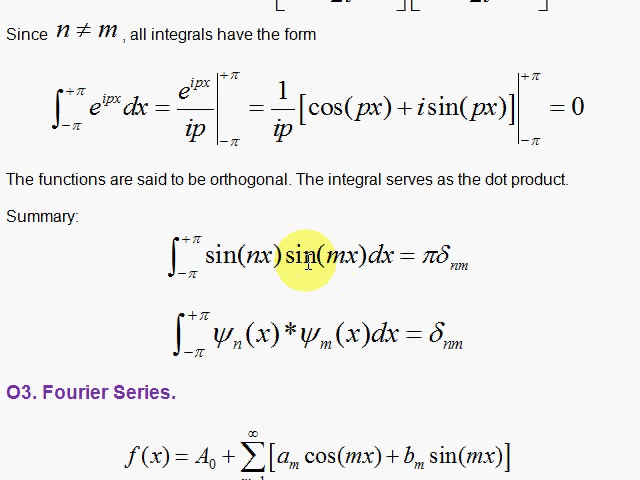 Since n ≠ m , all integrals have the form
∫_{-π}^{+π} e^{ipx} dx = e^{ipx}/ip |_{-π}^{+π} = 1/ip [cos(px) + i sin(px)] |_{-π}^{+π} = 0
The functions are said to be orthogonal. The integral serves as the dot product.
Summary:
∫_{-π}^{+π} sin(nx) sin(mx) dx = πδ_{nm}
∫_{-π}^{+π} ψ_n(x) * ψ_m(x) dx = δ_{nm}
O3. Fourier Series.
f(x) = A_0 + ∑^{∞} [a_m cos(mx) + b_m sin(mx)]